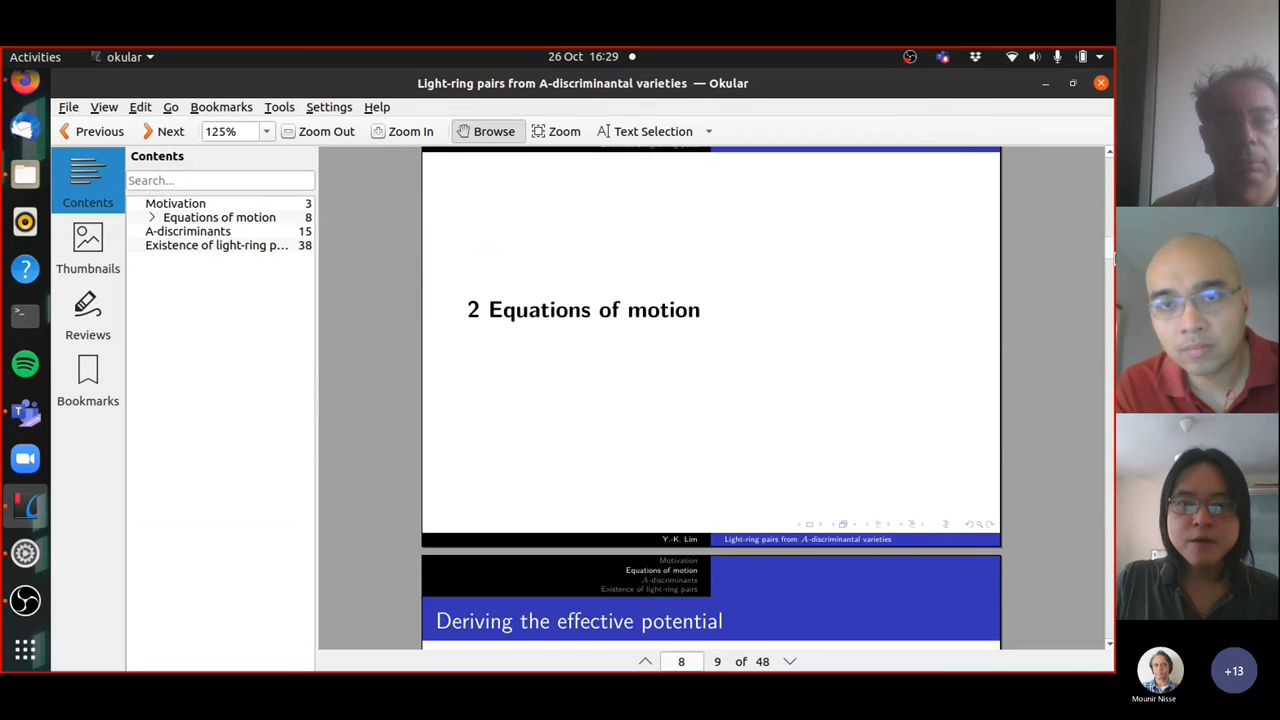 Activities
okular
26 Oct 16:29
Light-ring pairs from A-discriminantal varieties — Okular
File View Edit Go Bookmarks Tools Settings Help
Previous Next 125% Zoom Out Zoom In Browse Zoom Text Selection
Contents
Contents
Search...
Motivation 3
Equations of motion 8
A-discriminants 15
Existence of light-ring p... 38
Thumbnails
Reviews
Bookmarks
2 Equations of motion
Y.-K. Lim Light-ring pairs from A-discriminantal varieties
Motivation
Equations of motion
A-discriminants
Existence of light-ring pairs
Deriving the effective potential
8 9 of 48
Mounir Nisse
+13